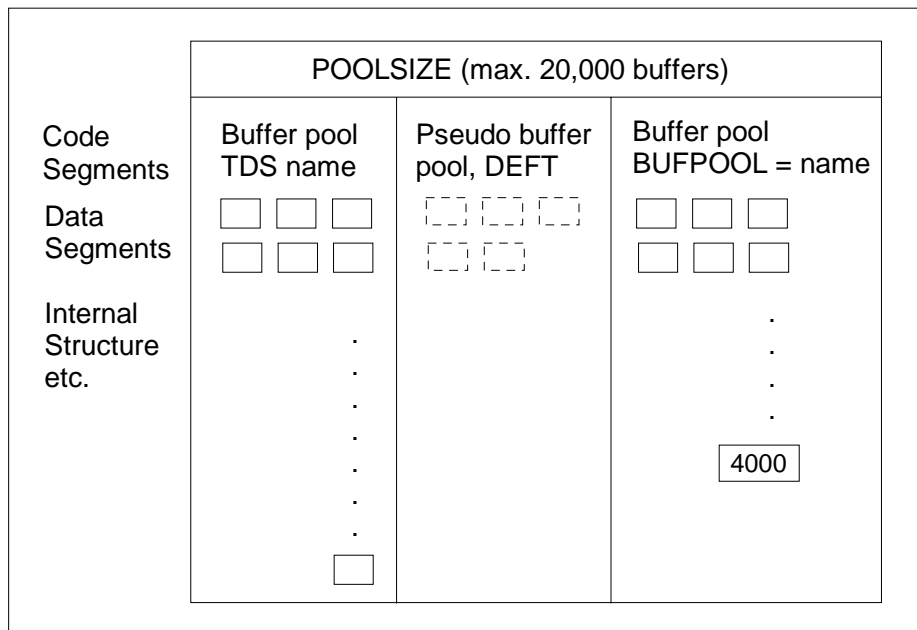 POOLSIZE (max. 20,000 buffers)
Code
Segments
Data
Segments
Internal
Structure
etc.
Buffer pool
TDS name
Pseudo buffer
pool, DEFT
Buffer pool
BUFPOOL = name
4000